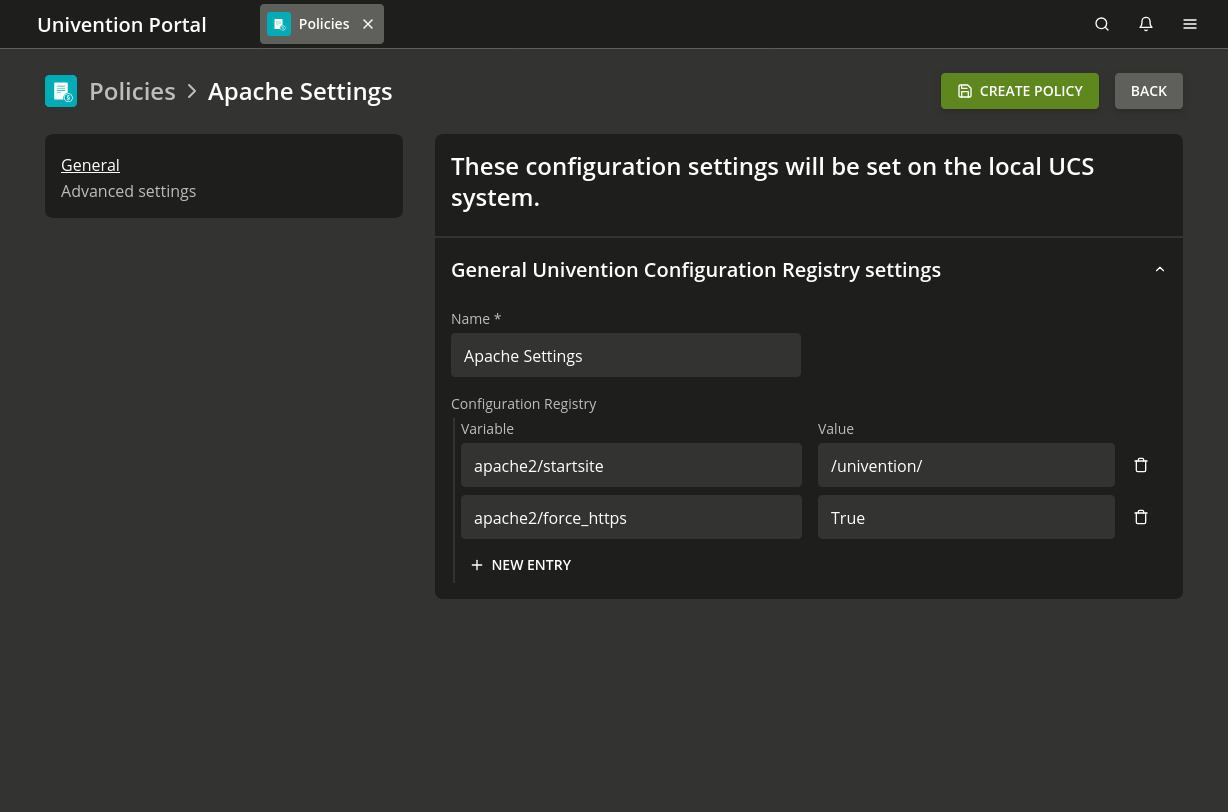 Univention Portal
Policies
Policies > Apache Settings
CREATE POLICY
BACK
General
Advanced settings
These configuration settings will be set on the local UCS
system.
General Univention Configuration Registry settings
Name *
Apache Settings
Configuration Registry
Variable Value
apache2/startsite /univention/
apache2/force_https True
+ NEW ENTRY